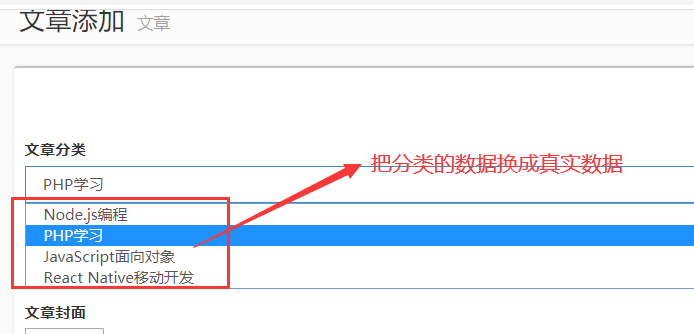 文章添加 文章
文章分类
把分类的数据换成真实数据
PHP学习
Node.js编程
PHP学习
JavaScript面向对象
React Native移动开发
文章封面